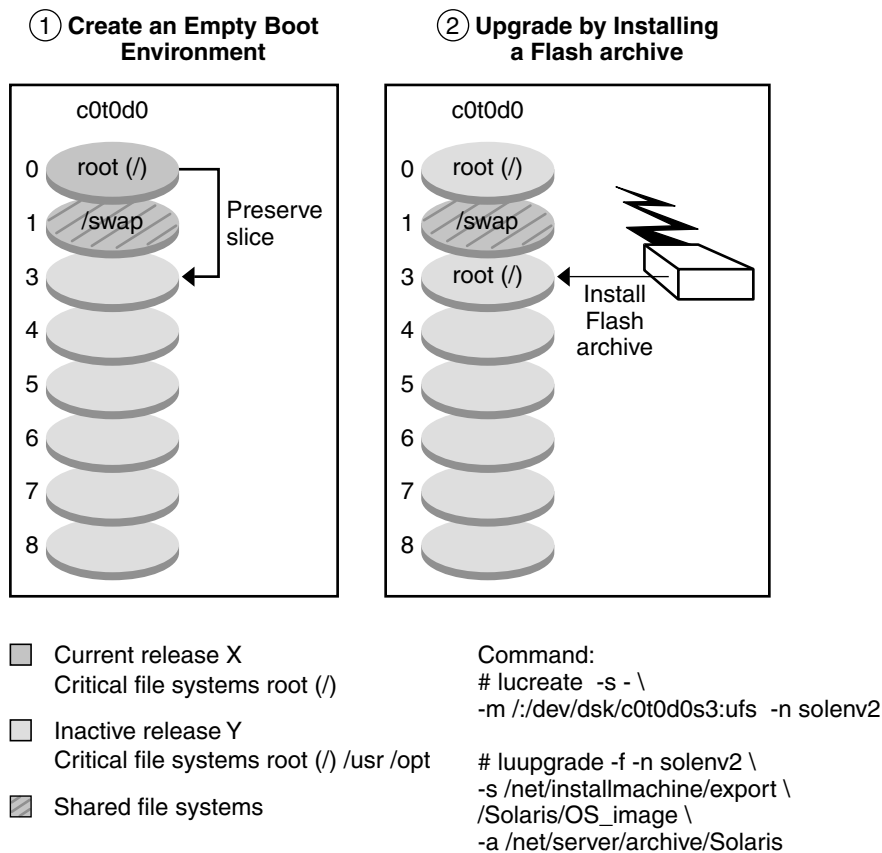 1 Create an Empty Boot
Environment
2 Upgrade by Installing
a Flash archive
c0t0d0
0 root (/)
1 /swap
Preserve
slice
3
4
5
6
7
8
c0t0d0
0 root (/)
1 /swap
3 root (/)
Install
Flash
archive
4
5
6
7
8
Current release X
Critical file systems root (/)
Inactive release Y
Critical file systems root (/) /usr /opt
Shared file systems
Command:
# lucreate -s - \
-m /:/dev/dsk/c0t0d0s3:ufs -n solenv2
# luupgrade -f -n solenv2 \
-s /net/installmachine/export \
/Solaris/OS_image \
-a /net/server/archive/Solaris